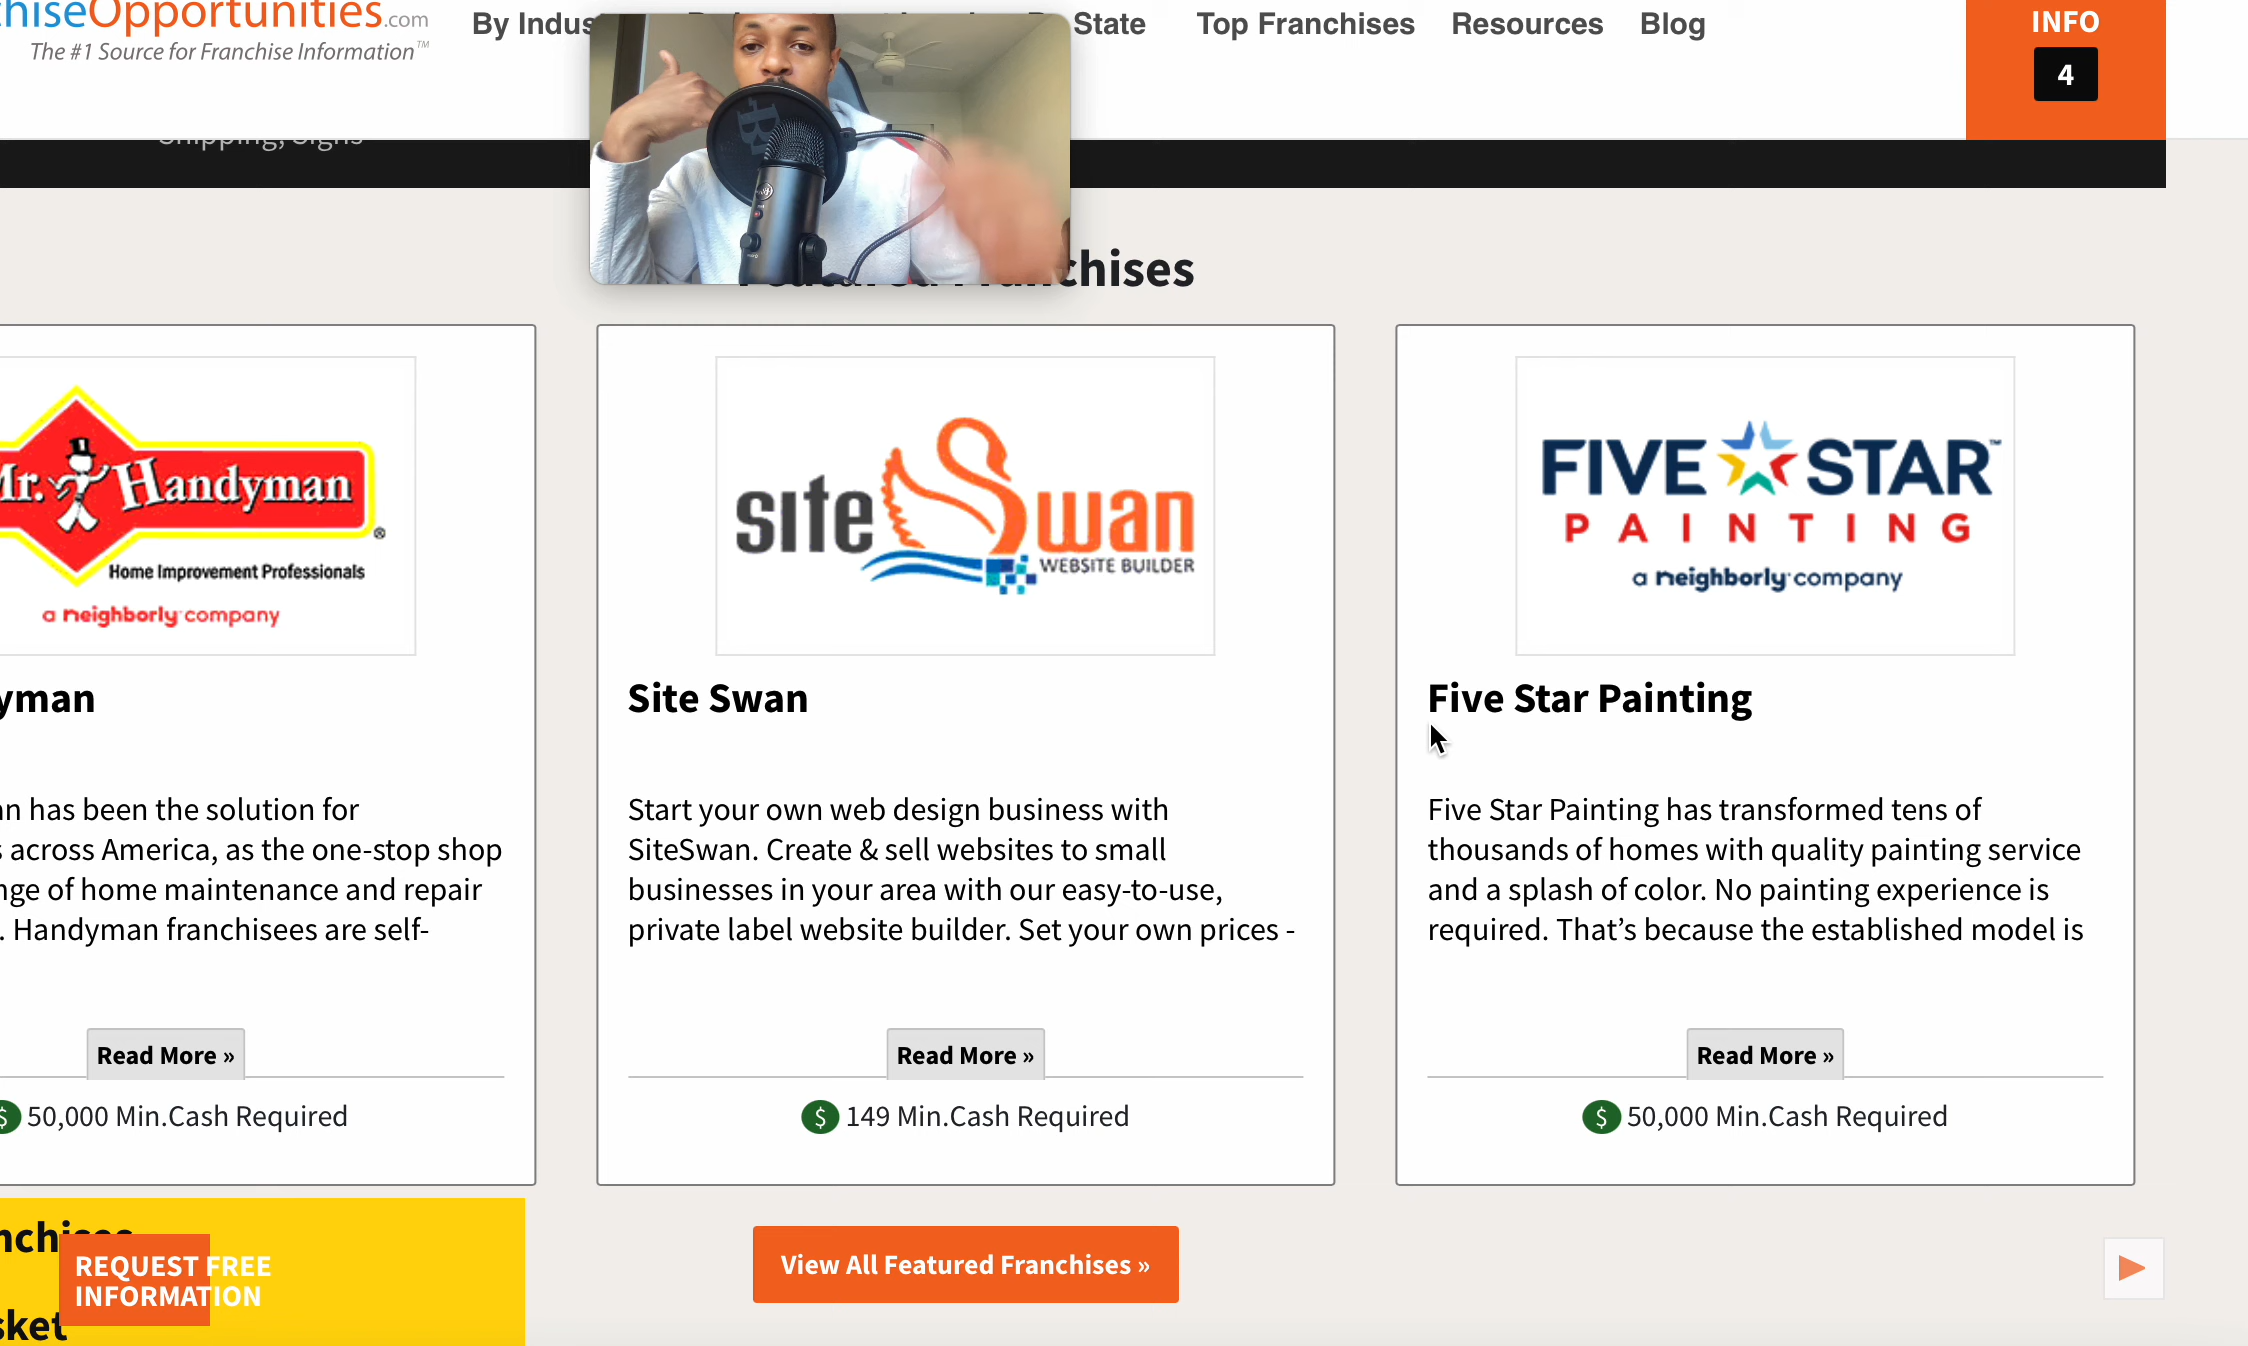 hiseOpportunities.com
The #1 Source for Franchise Information™
By Indus
State
Top Franchises
Resources
Blog
INFO
4
Shipping, Signs
chises
Mr. Handyman®
Home Improvement Professionals
a neighborly company
yman
n has been the solution for
s across America, as the one-stop shop
nge of home maintenance and repair
. Handyman franchisees are self-
Read More »
$ 50,000 Min.Cash Required
site Swan
WEBSITE BUILDER
Site Swan
Start your own web design business with
SiteSwan. Create & sell websites to small
businesses in your area with our easy-to-use,
private label website builder. Set your own prices -
Read More »
$ 149 Min.Cash Required
FIVE STAR™
PAINTING
a neighborly company
Five Star Painting
Five Star Painting has transformed tens of
thousands of homes with quality painting service
and a splash of color. No painting experience is
required. That’s because the established model is
Read More »
$ 50,000 Min.Cash Required
nchises
REQUEST FREE
INFORMATION
sket
View All Featured Franchises »